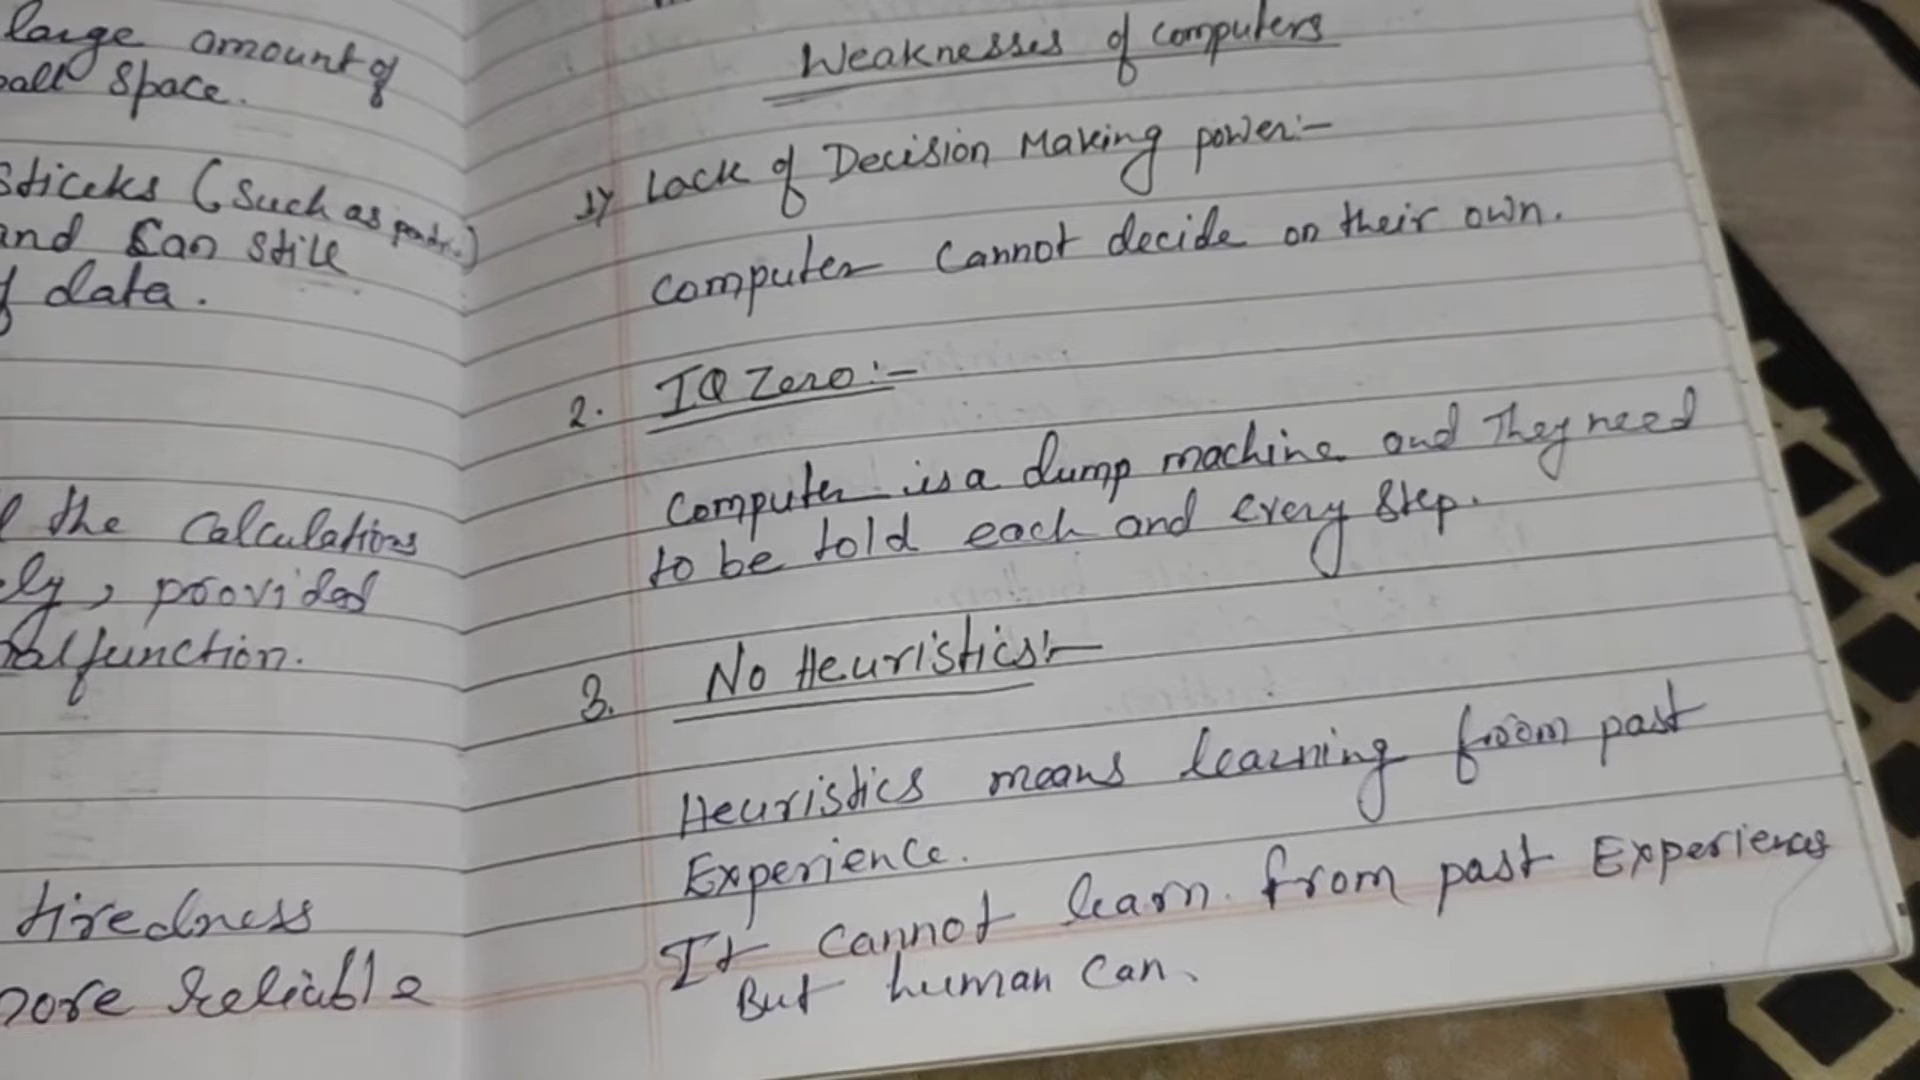 large amount of
all space.
sticks (such as
and can still
data.
the calculations
ly, provided
malfunction.
tiredness
more reliable
Weaknesses of computers
1) Lack of Decision Making power:-
Computer cannot decide on their own.
2. IQ Zero:-
Computer is a dump machine and They need
to be told each and every step.
3. No Heuristics:-
Heuristics means learning from past
Experience.
It cannot learn from past Experiences
But human can.